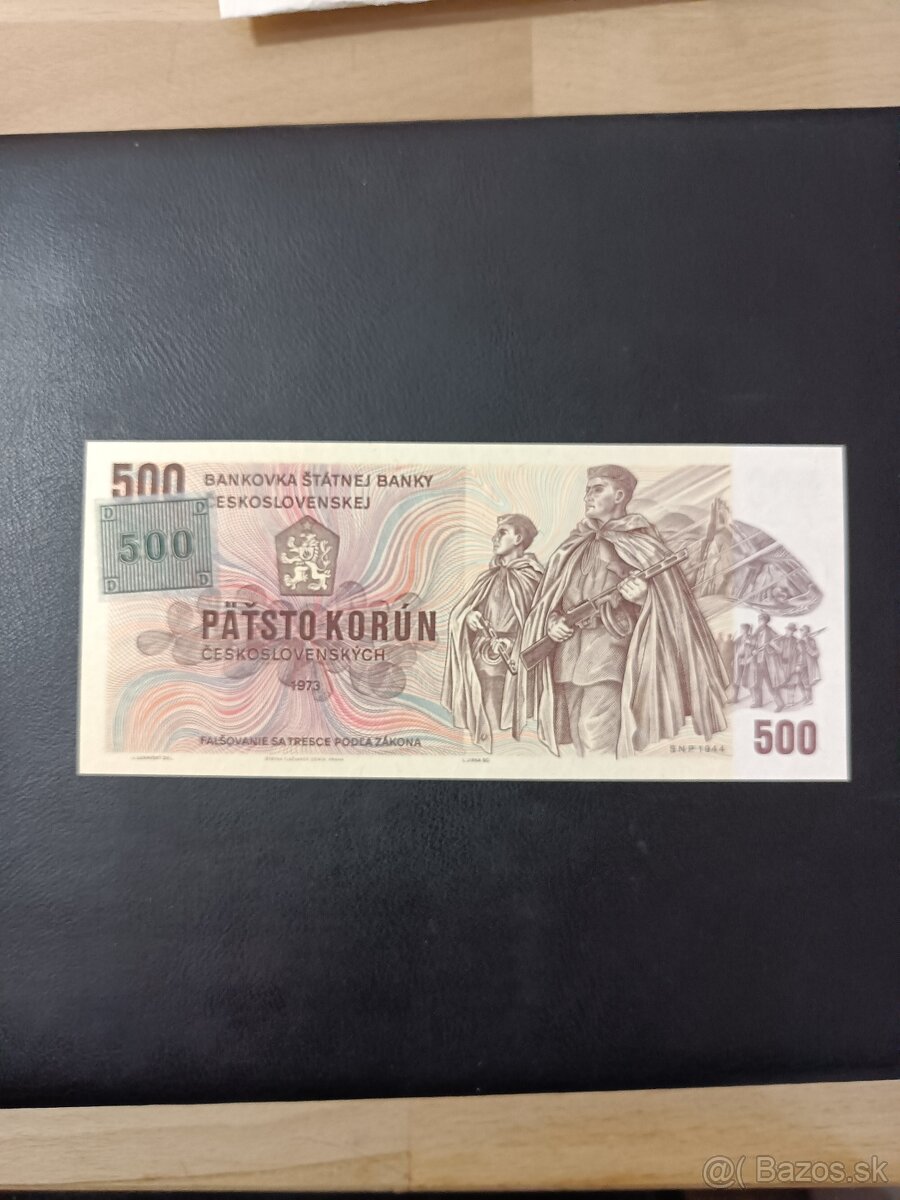 500
BANKOVKA ŠTÁTNEJ BANKY
ČESKOSLOVENSKEJ
D D
500
D D
PÄŤSTO KORÚN
ČESKOSLOVENSKÝCH
1973
FALŠOVANIE SA TRESCE PODĽA ZÁKONA
S.N.P. 1944
500
@( Bazos.sk